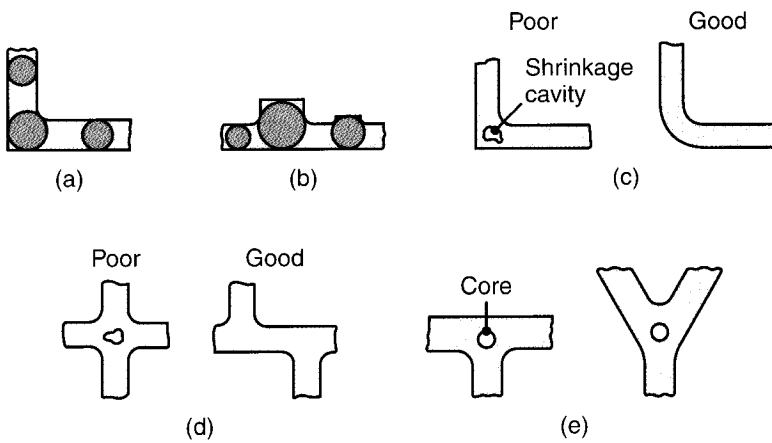 Poor
Good
Shrinkage
cavity
(a)
(b)
(c)
Poor
Good
Core
(d)
(e)